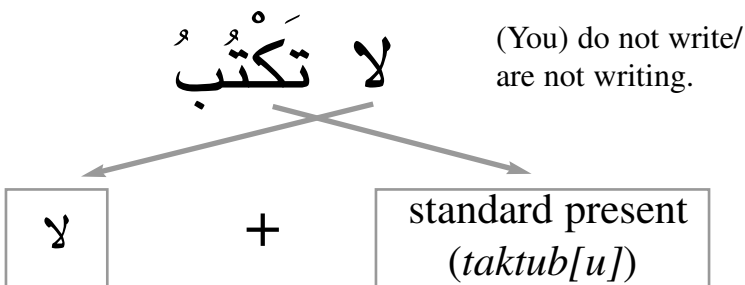 لا تَكْتُبُ
(You) do not write/
are not writing.
لا + standard present
(taktub[u])